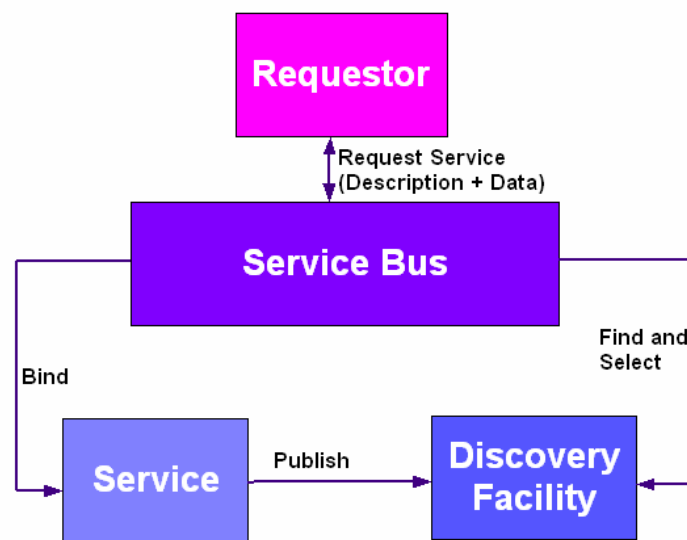 Requestor
Request Service
(Description + Data)
Service Bus
Find and
Select
Bind
Service
Publish
Discovery
Facility